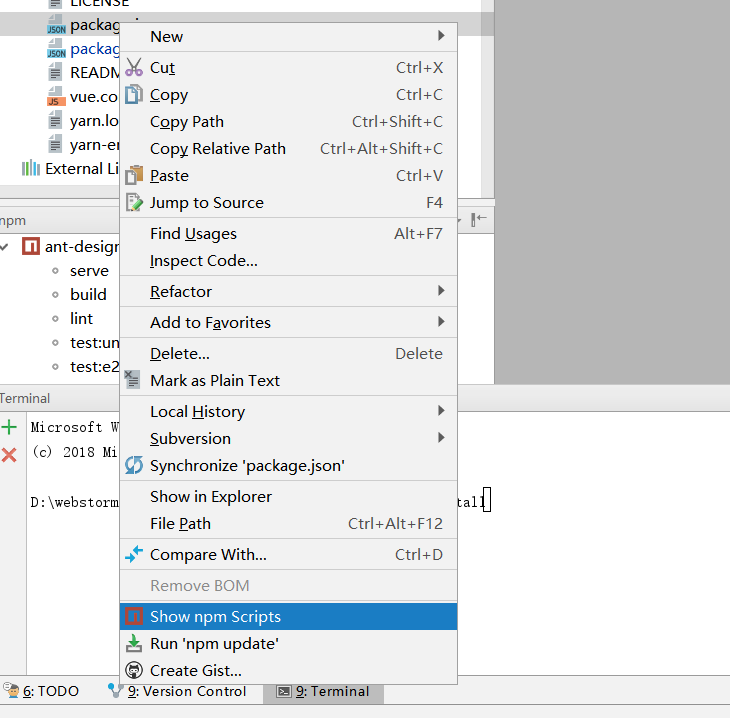 LICENSE
packag
New
packag
Cut Ctrl+X
READM
Copy Ctrl+C
vue.co
Copy Path Ctrl+Shift+C
yarn.lo
Copy Relative Path Ctrl+Alt+Shift+C
yarn-er
External Li
Paste Ctrl+V
Jump to Source F4
npm
Find Usages Alt+F7
ant-design
Inspect Code...
serve
build
Refactor
lint
Add to Favorites
test:un
Delete... Delete
test:e2
Mark as Plain Text
Terminal
Local History
Microsoft W
Subversion
(c) 2018 Mi
Synchronize 'package.json'
Show in Explorer
D:\webstorm tall
File Path Ctrl+Alt+F12
Compare With... Ctrl+D
Remove BOM
Show npm Scripts
Run 'npm update'
Create Gist...
6: TODO 9: Version Control 9: Terminal